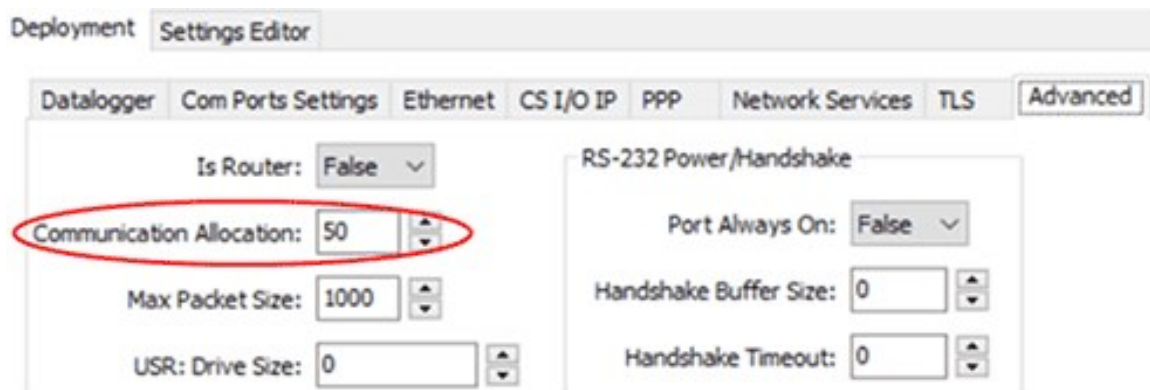 Deployment Settings Editor
Datalogger Com Ports Settings Ethernet CS I/O IP PPP Network Services TLS Advanced
Is Router: False
Communication Allocation: 50
Max Packet Size: 1000
USR: Drive Size: 0
RS-232 Power/Handshake
Port Always On: False
Handshake Buffer Size: 0
Handshake Timeout: 0